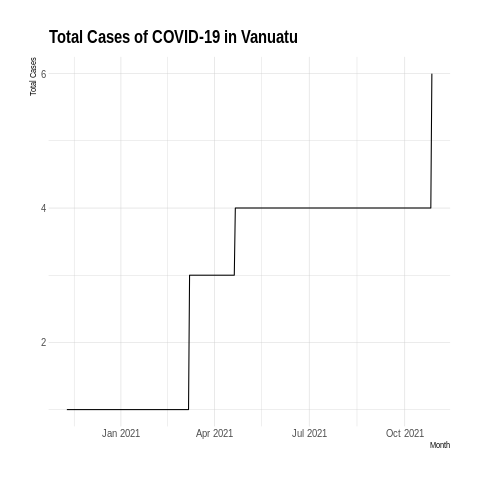 Total Cases of COVID-19 in Vanuatu
Total Cases
6
4
2
Jan 2021 Apr 2021 Jul 2021 Oct 2021
Month